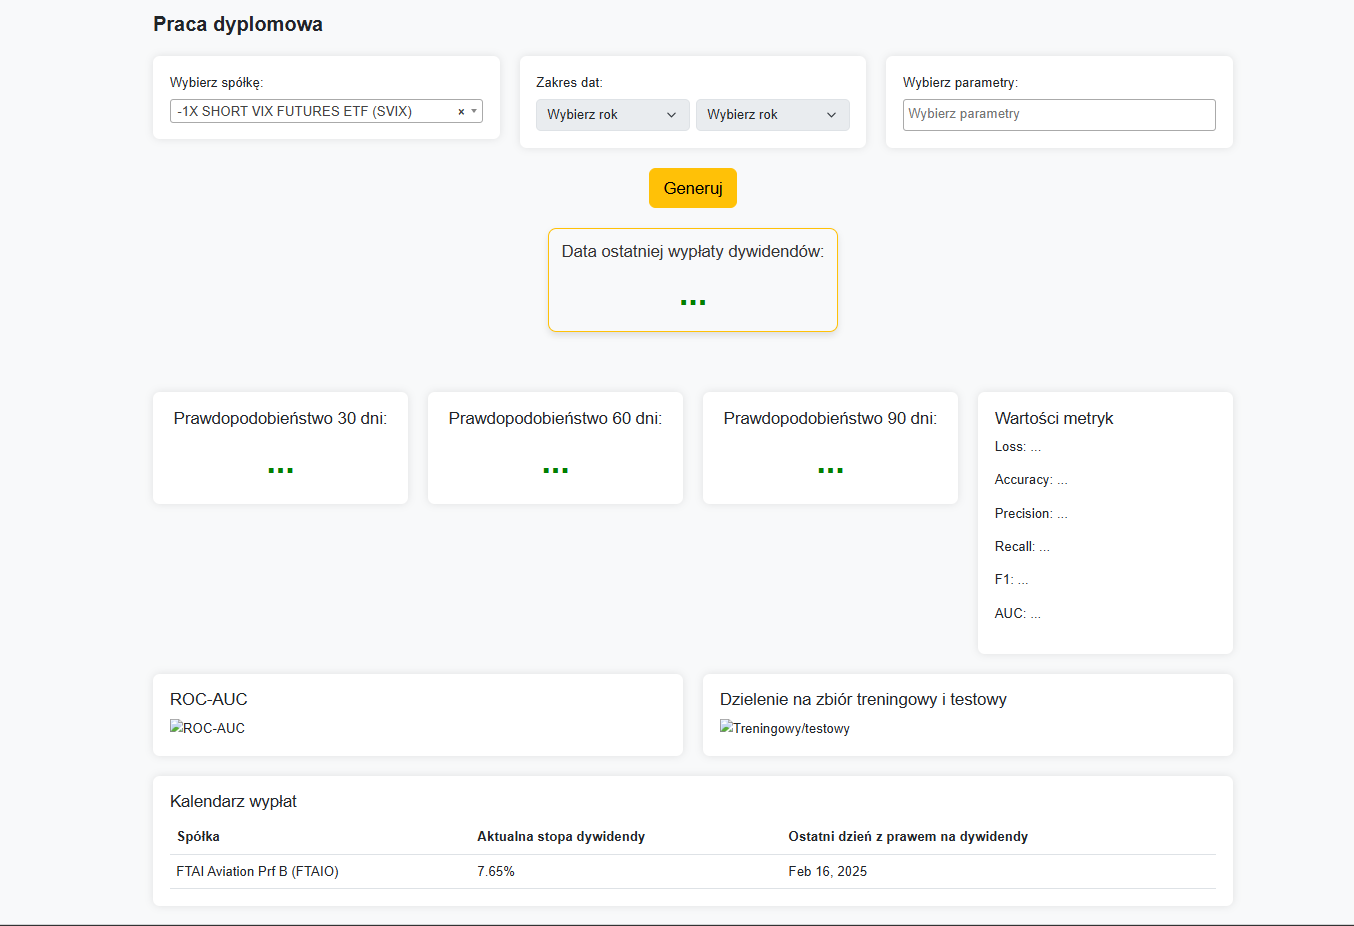 Praca dyplomowa
Wybierz spółkę:
-1X SHORT VIX FUTURES ETF (SVIX) ×
Zakres dat:
Wybierz rok Wybierz rok
Wybierz parametry:
Wybierz parametry
Generuj
Data ostatniej wypłaty dywidendów:
...
Prawdopodobieństwo 30 dni:
...
Prawdopodobieństwo 60 dni:
...
Prawdopodobieństwo 90 dni:
...
Wartości metryk
Loss: ...
Accuracy: ...
Precision: ...
Recall: ...
F1: ...
AUC: ...
ROC-AUC
ROC-AUC
Dzielenie na zbiór treningowy i testowy
Treningowy/testowy
Kalendarz wypłat
Spółka Aktualna stopa dywidendy Ostatni dzień z prawem na dywidendy
FTAI Aviation Prf B (FTAIO) 7.65% Feb 16, 2025